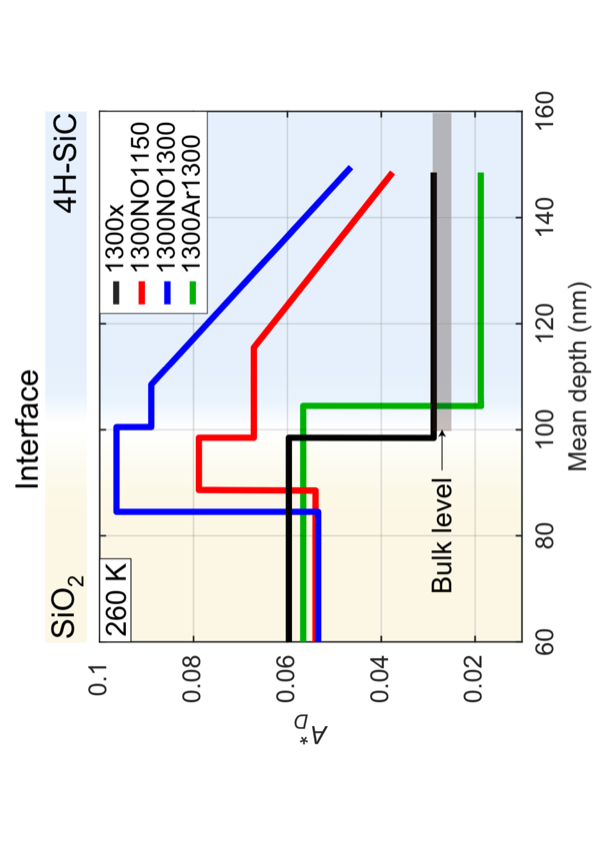 Interface
SiO2
4H-SiC
260 K
1300x
1300NO1150
1300NO1300
1300Ar1300
Bulk level
0.1
0.08
0.06
0.04
0.02
A*D
60
80
100
120
140
160
Mean depth (nm)